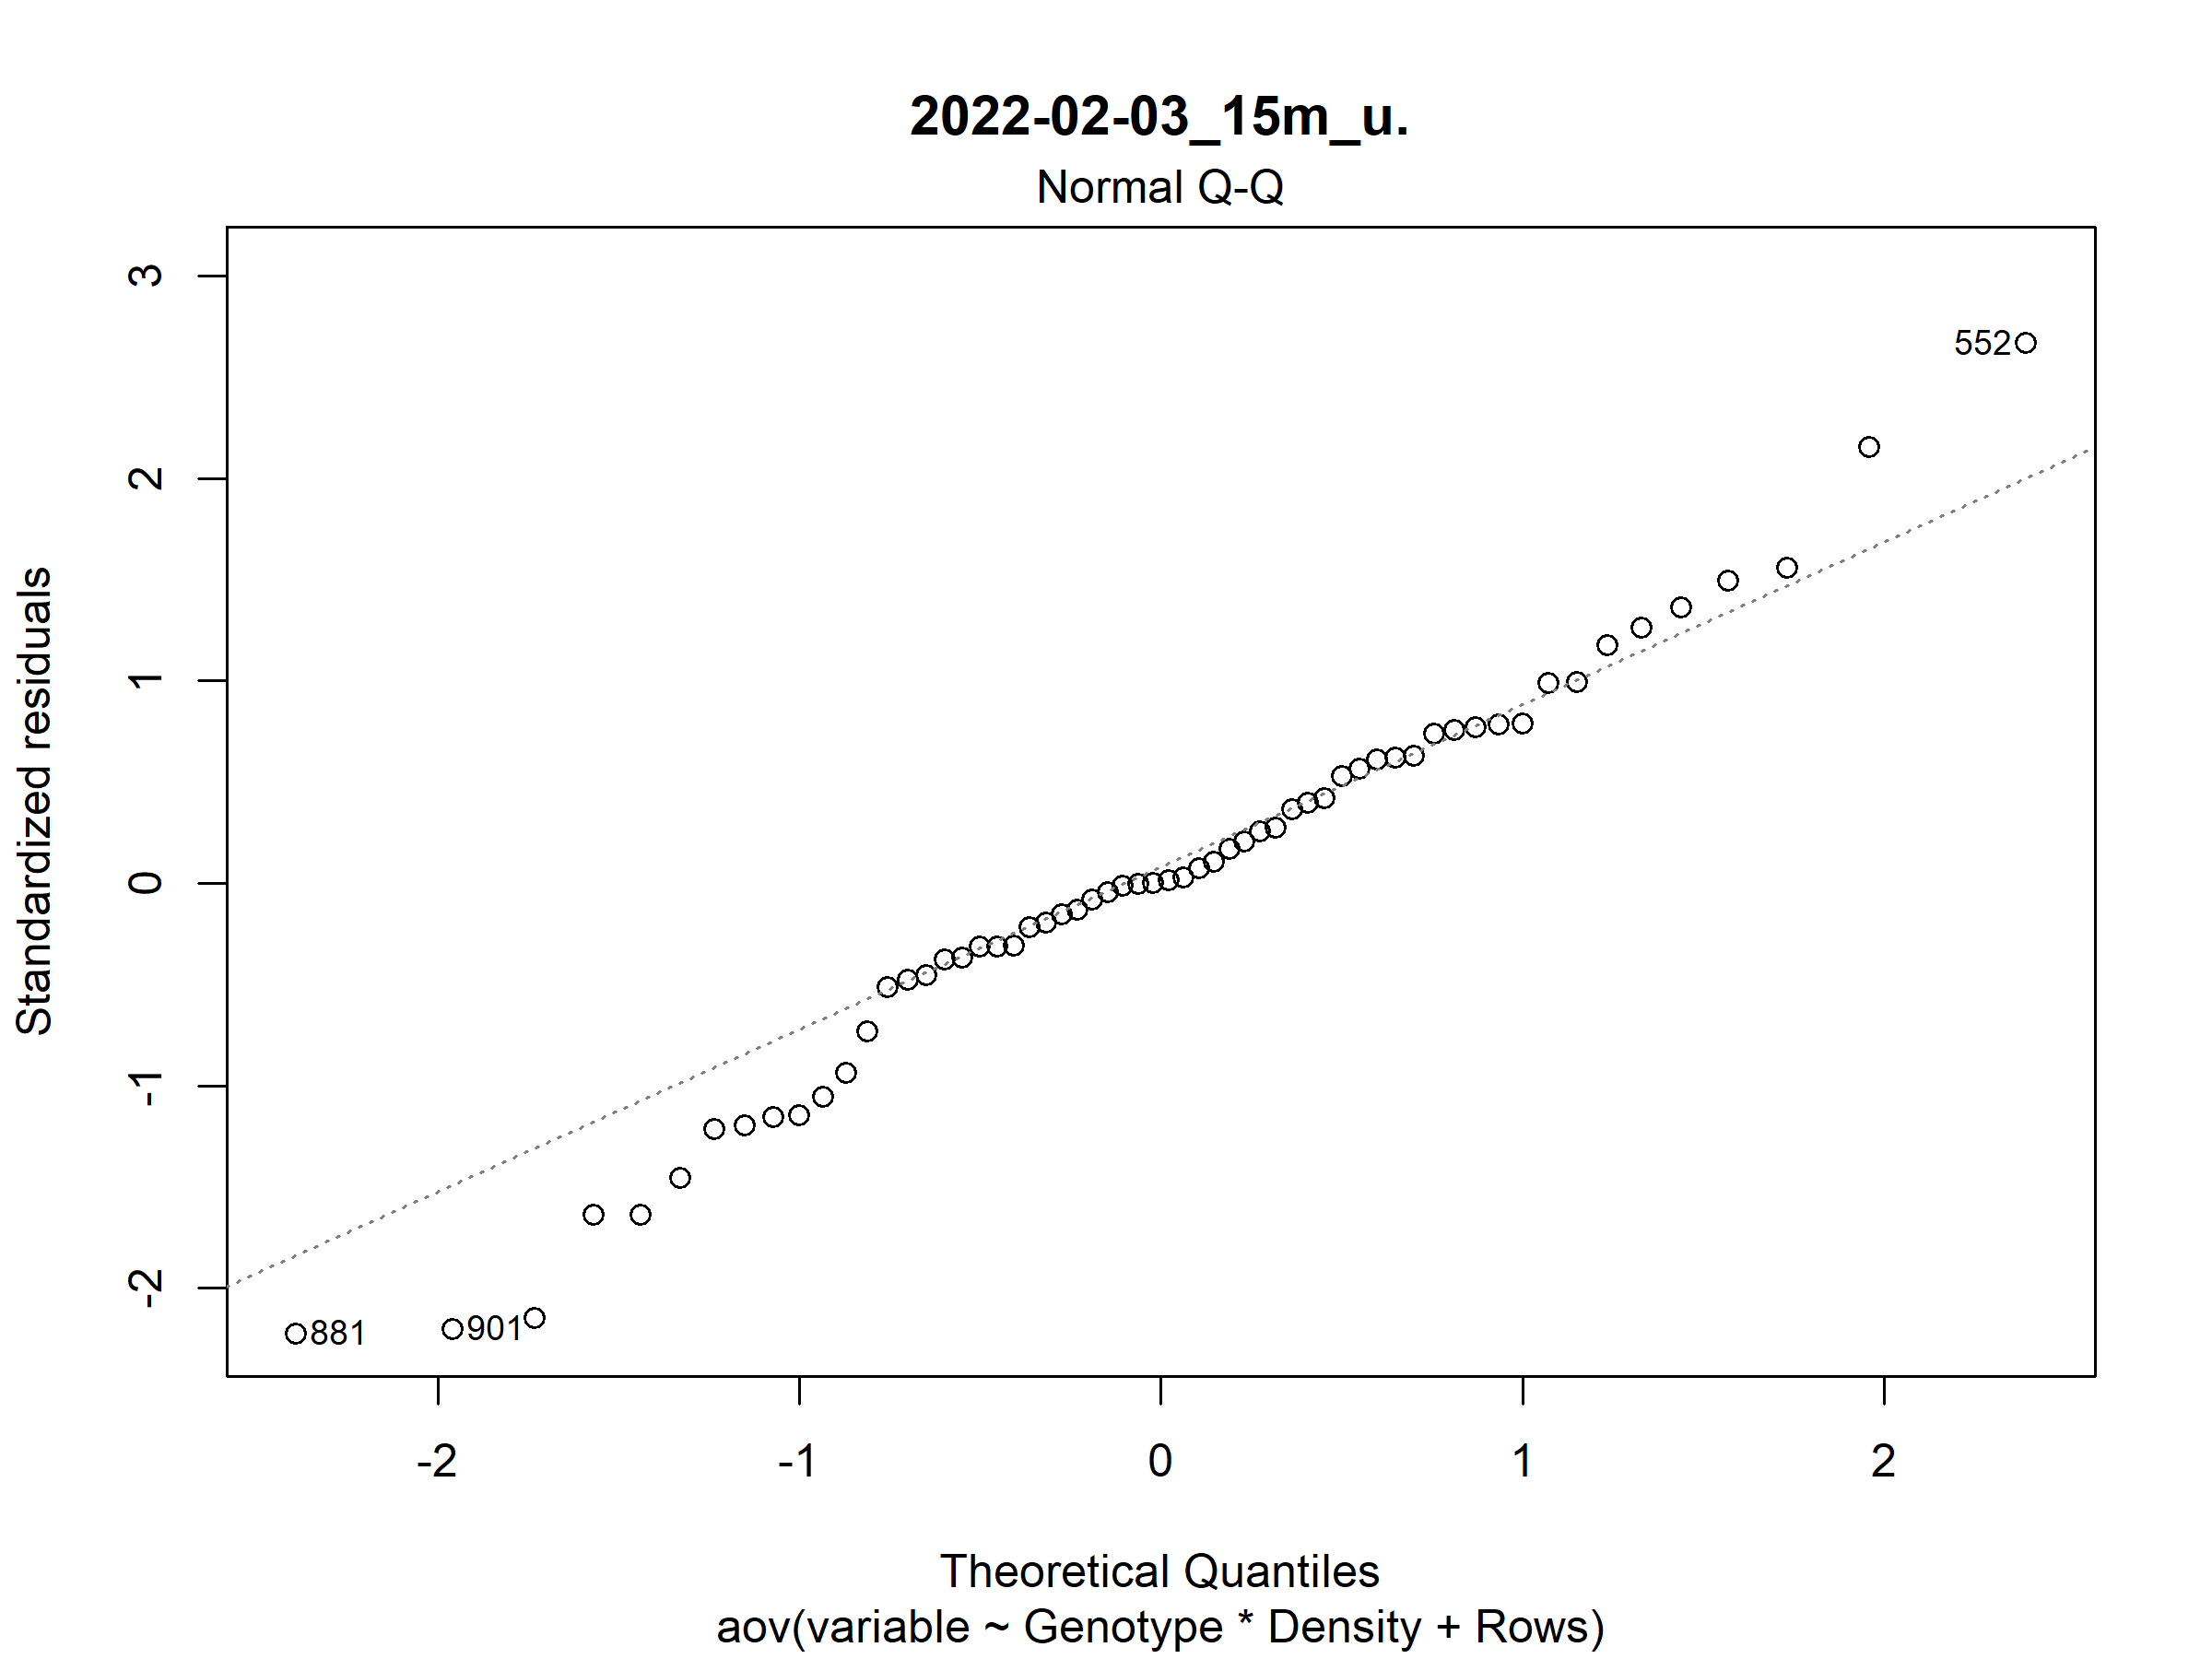 2022-02-03_15m_u.
Normal Q-Q
Standardized residuals
3
2
1
0
-1
-2
552
881
901
-2
-1
0
1
2
Theoretical Quantiles
aov(variable ~ Genotype * Density + Rows)